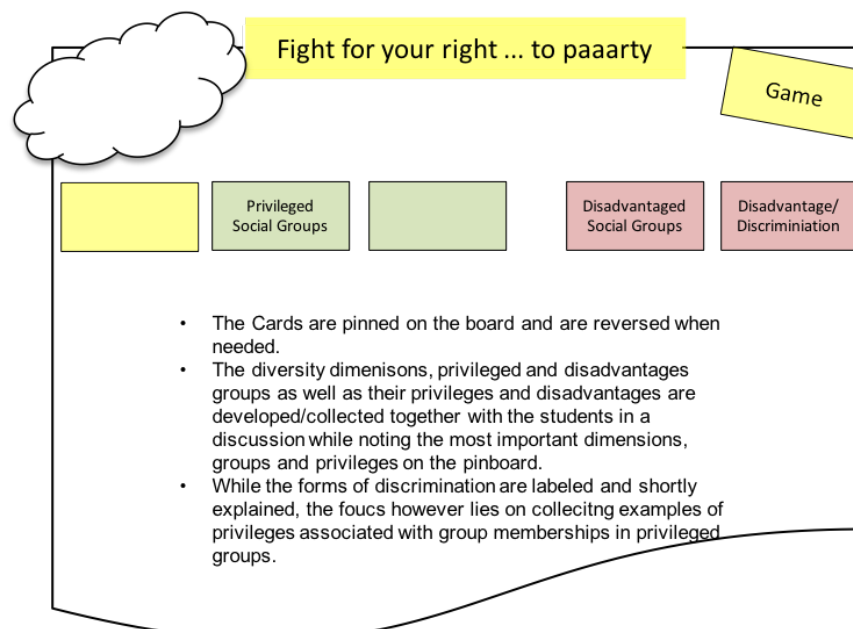 Fight for your right ... to paaarty
Game
Privileged
Social Groups
Disadvantaged
Social Groups
Disadvantage/
Discriminiation
• The Cards are pinned on the board and are reversed when
needed.
• The diversity dimenisons, privileged and disadvantages
groups as well as their privileges and disadvantages are
developed/collected together with the students in a
discussion while noting the most important dimensions,
groups and privileges on the pinboard.
• While the forms of discrimination are labeled and shortly
explained, the foucs however lies on collecitng examples of
privileges associated with group memberships in privileged
groups.